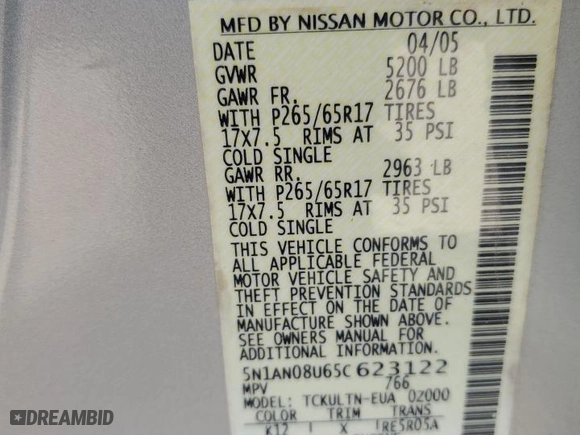 MFD BY NISSAN MOTOR CO., LTD.
DATE 04/05
GVWR 5200 LB
GAWR FR. 2676 LB
WITH P265/65R17 TIRES
17X7.5 RIMS AT 35 PSI
COLD SINGLE
GAWR RR. 2963 LB
WITH P265/65R17 TIRES
17X7.5 RIMS AT 35 PSI
COLD SINGLE
THIS VEHICLE CONFORMS TO
ALL APPLICABLE FEDERAL
MOTOR VEHICLE SAFETY AND
THEFT PREVENTION STANDARDS
IN EFFECT ON THE DATE OF
MANUFACTURE SHOWN ABOVE.
SEE OWNERS MANUAL FOR
ADDITIONAL INFORMATION.
5N1AN08U65C623122
MPV 766
MODEL: TCKULTN-EUA 0Z000
COLOR TRIM TRANS
K12 X RE5R05A
DREAMBID